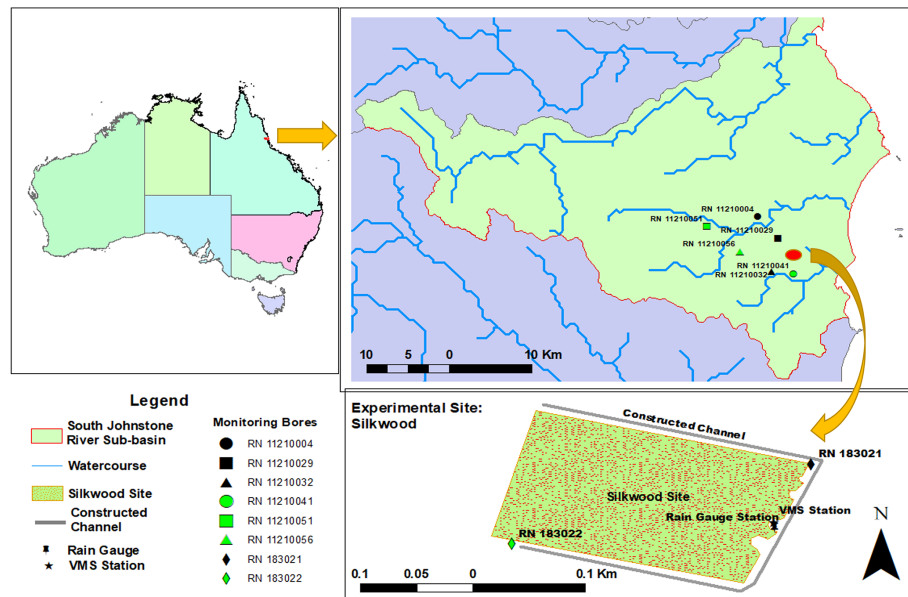 RN 11210004
RN 11210051
RN 11210029
RN 11210056
RN 11210041
RN 11210032
10 5 0 10 Km
Legend
South Johnstone
River Sub-basin
Watercourse
Silkwood Site
Constructed
Channel
Rain Gauge
VMS Station
Monitoring Bores
RN 11210004
RN 11210029
RN 11210032
RN 11210041
RN 11210051
RN 11210056
RN 183021
RN 183022
Experimental Site:
Silkwood
Constructed Channel
RN 183021
Silkwood Site
VMS Station
Rain Gauge Station
RN 183022
N
0.1 0.05 0 0.1 Km